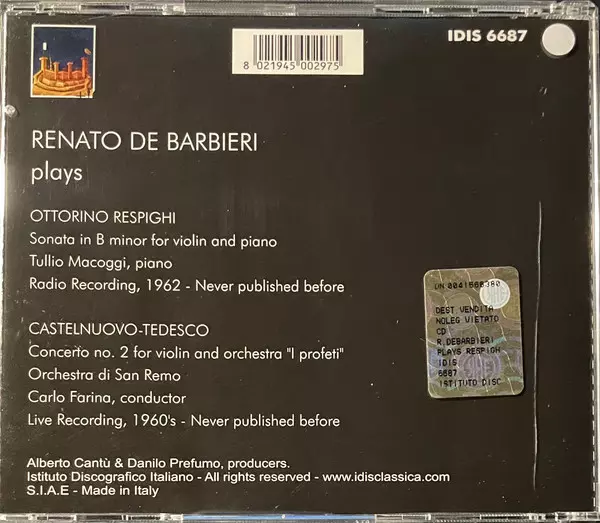 IDIS 6687
8 021945 002975
RENATO DE BARBIERI
plays
OTTORINO RESPIGHI
Sonata in B minor for violin and piano
Tullio Macoggi, piano
Radio Recording, 1962 - Never published before
CASTELNUOVO-TEDESCO
Concerto no. 2 for violin and orchestra "I profeti"
Orchestra di San Remo
Carlo Farina, conductor
Live Recording, 1960's - Never published before
DEST.VENDITA
NOLEG VIETATO
CD
R.DEBARBIERI
PLAYS RESPIGH
IDIS
6687
ISTITUTO DISC
Alberto Cantù & Danilo Prefumo, producers.
Istituto Discografico Italiano - All rights reserved - www.idisclassica.com
S.I.A.E - Made in Italy